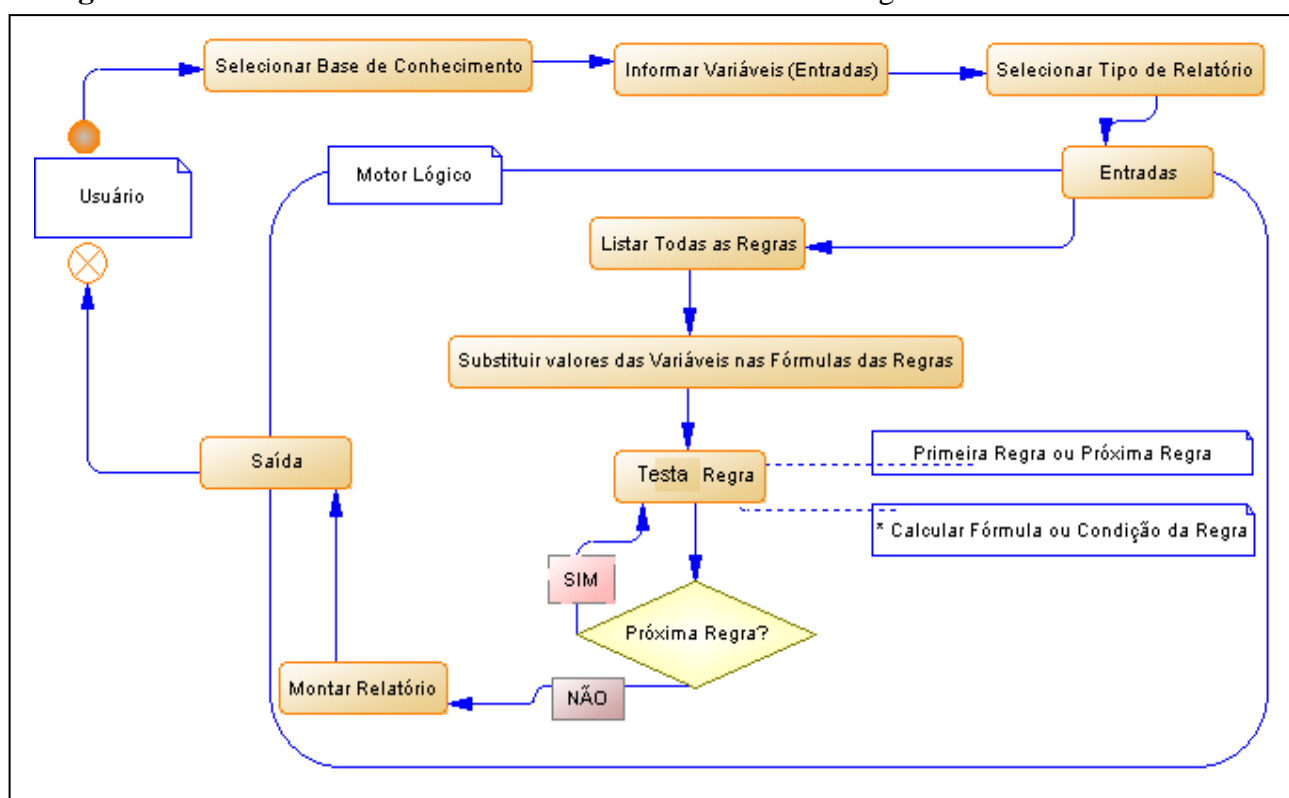 Selecionar Base de Conhecimento
Informar Variáveis (Entradas)
Selecionar Tipo de Relatório
Usuário
Motor Lógico
Entradas
Listar Todas as Regras
Substituir valores das Variáveis nas Fórmulas das Regras
Saída
Testa Regra
Primeira Regra ou Próxima Regra
* Calcular Fórmula ou Condição da Regra
SIM
Próxima Regra?
Montar Relatório
NÃO